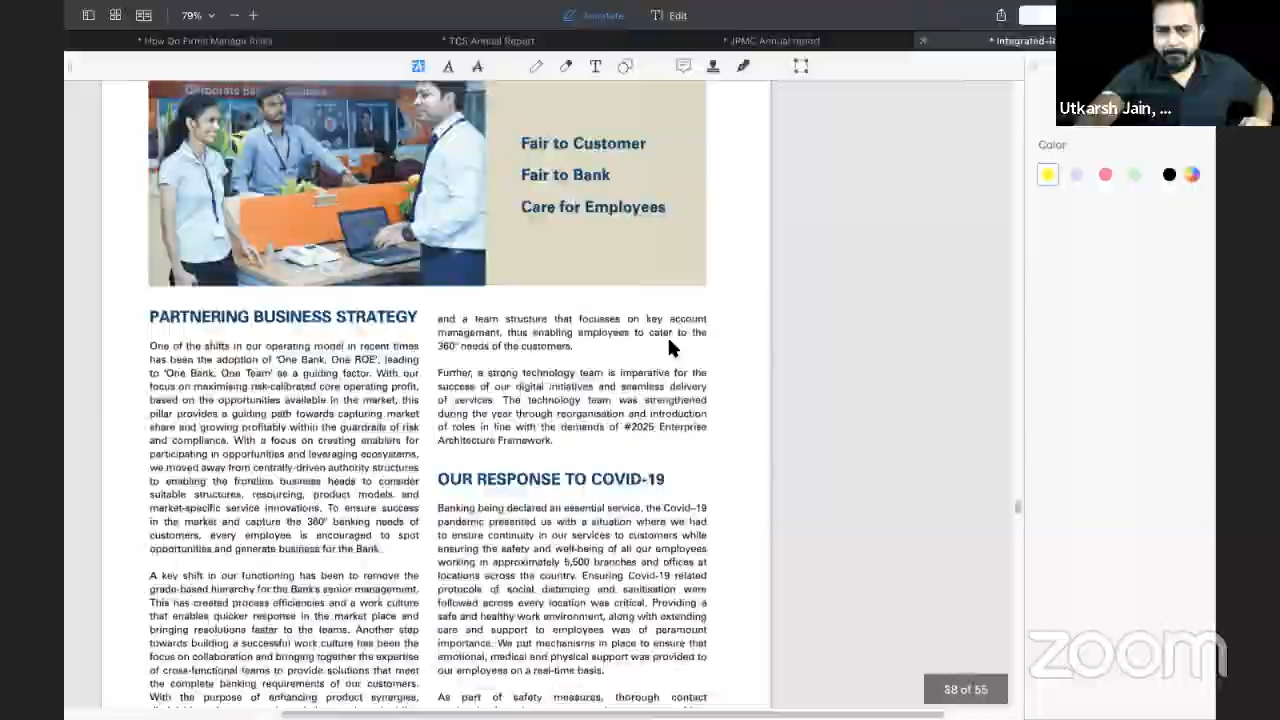 79%
Annotate
Edit
* How Do Firms Manage Risks
* TCS Annual Report
* JPMC Annual report
* Integrated-R
Utkarsh Jain, ...
Color
Corporate
Fair to Customer
Fair to Bank
Care for Employees
PARTNERING BUSINESS STRATEGY
One of the shifts in our operating model in recent times
has been the adoption of 'One Bank, One ROE', leading
to 'One Bank, One Team' as a guiding factor. With our
focus on maximising risk-calibrated core operating profit,
based on the opportunities available in the market, this
pillar provides a guiding path towards capturing market
share and growing profitably within the guardrails of risk
and compliance. With a focus on creating enablers for
participating in opportunities and leveraging ecosystems,
we moved away from centrally-driven authority structures
to enabling the frontline business heads to consider
suitable structures, resourcing, product models and
market-specific service innovations. To ensure success
in the market and capture the 360° banking needs of
customers, every employee is encouraged to spot
opportunities and generate business for the Bank.
A key shift in our functioning has been to remove the
grade-based hierarchy for the Bank's senior management.
This has created process efficiencies and a work culture
that enables quicker response in the market place and
bringing resolutions faster to the teams. Another step
towards building a successful work culture has been the
focus on collaboration and bringing together the expertise
of cross-functional teams to provide solutions that meet
the complete banking requirements of our customers.
With the purpose of enhancing product synergies,
and a team structure that focusses on key account
management, thus enabling employees to cater to the
360° needs of the customers.
Further, a strong technology team is imperative for the
success of our digital initiatives and seamless delivery
of services. The technology team was strengthened
during the year through reorganisation and introduction
of roles in line with the demands of #2025 Enterprise
Architecture Framework.
OUR RESPONSE TO COVID-19
Banking being declared an essential service, the Covid-19
pandemic presented us with a situation where we had
to ensure continuity in our services to customers while
ensuring the safety and well-being of all our employees
working in approximately 5,500 branches and offices at
locations across the country. Ensuring Covid-19 related
protocols of social distancing and sanitisation were
followed across every location was critical. Providing a
safe and healthy work environment, along with extending
care and support to employees was of paramount
importance. We put mechanisms in place to ensure that
emotional, medical and physical support was provided to
our employees on a real-time basis.
As part of safety measures, thorough contact
58 of 55
zoom